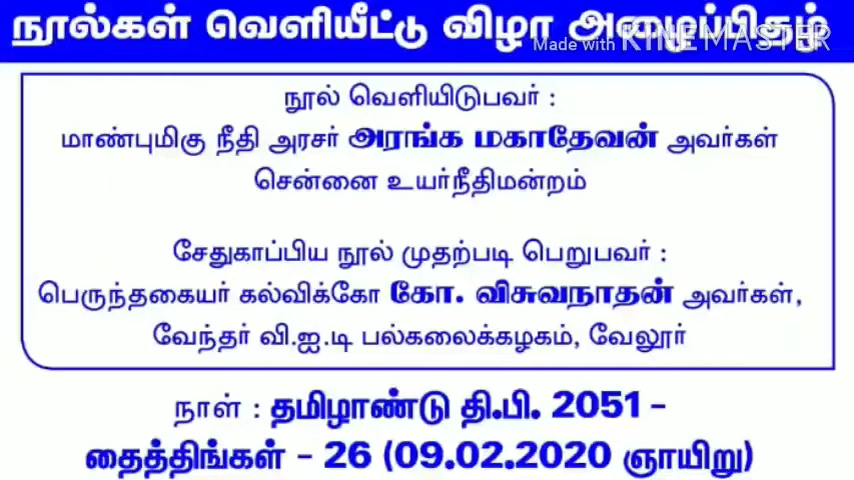 நூல்கள் வெளியீட்டு விழா அழைப்பிதழ்
Made with KINEMASTER
நூல் வெளியிடுபவர் :
மாண்புமிகு நீதி அரசர் அரங்க மகாதேவன் அவர்கள்
சென்னை உயர்நீதிமன்றம்
சேதுகாப்பிய நூல் முதற்படி பெறுபவர் :
பெருந்தகையர் கல்விக்கோ கோ. விசுவநாதன் அவர்கள்,
வேந்தர் வி.ஐ.டி பல்கலைக்கழகம், வேலூர்
நாள் : தமிழாண்டு தி.பி. 2051 -
தைத்திங்கள் - 26 (09.02.2020 ஞாயிறு)